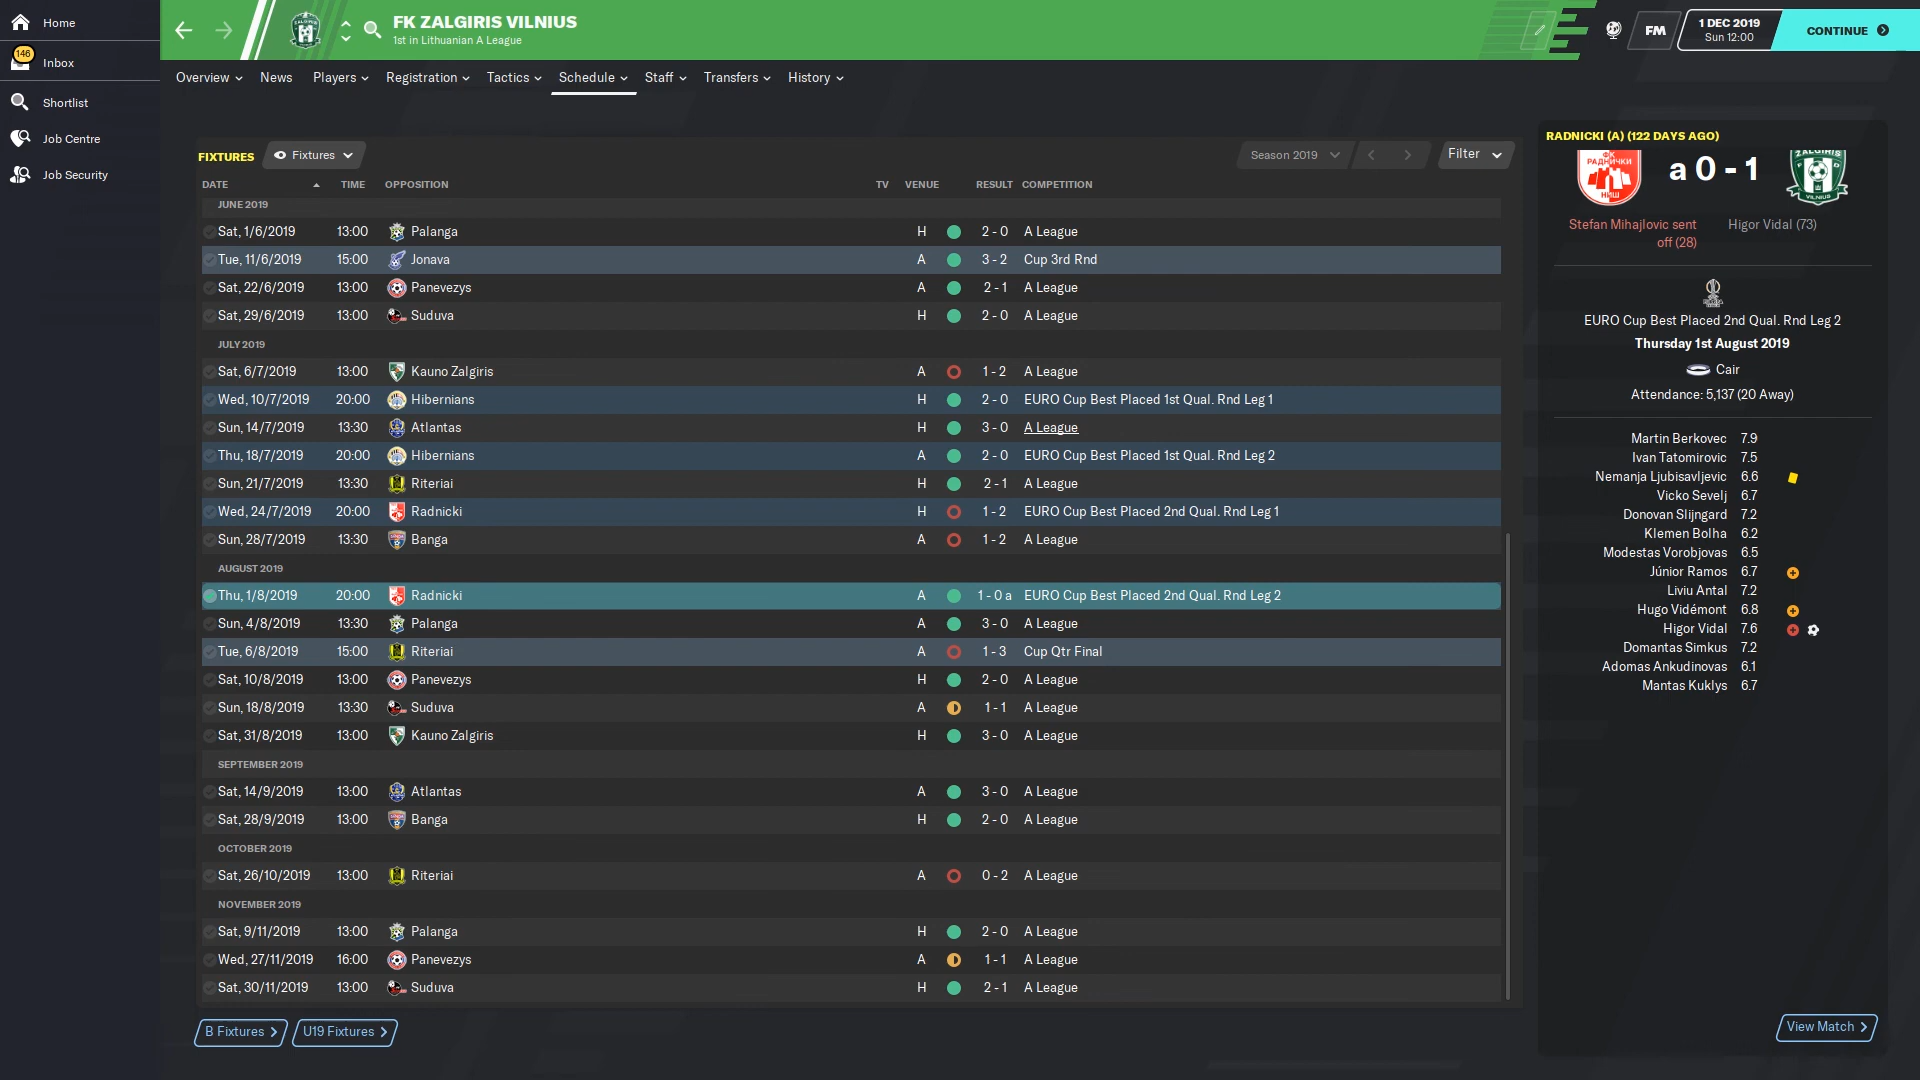 Home
146
Inbox
Shortlist
Job Centre
Job Security
FK ZALGIRIS VILNIUS
1st in Lithuanian A League
FM
1 DEC 2019
Sun 12:00
CONTINUE
Overview News Players Registration Tactics Schedule Staff Transfers History
FIXTURES Fixtures Season 2019 Filter
DATE TIME OPPOSITION TV VENUE RESULT COMPETITION
JUNE 2019
Sat, 1/6/2019 13:00 Palanga H 2 - 0 A League
Tue, 11/6/2019 15:00 Jonava A 3 - 2 Cup 3rd Rnd
Sat, 22/6/2019 13:00 Panevezys A 2 - 1 A League
Sat, 29/6/2019 13:00 Suduva H 2 - 0 A League
JULY 2019
Sat, 6/7/2019 13:00 Kauno Zalgiris A 1 - 2 A League
Wed, 10/7/2019 20:00 Hibernians H 2 - 0 EURO Cup Best Placed 1st Qual. Rnd Leg 1
Sun, 14/7/2019 13:30 Atlantas H 3 - 0 A League
Thu, 18/7/2019 20:00 Hibernians A 2 - 0 EURO Cup Best Placed 1st Qual. Rnd Leg 2
Sun, 21/7/2019 13:30 Riteriai H 2 - 1 A League
Wed, 24/7/2019 20:00 Radnicki H 1 - 2 EURO Cup Best Placed 2nd Qual. Rnd Leg 1
Sun, 28/7/2019 13:30 Banga A 1 - 2 A League
AUGUST 2019
Thu, 1/8/2019 20:00 Radnicki A 1 - 0 a EURO Cup Best Placed 2nd Qual. Rnd Leg 2
Sun, 4/8/2019 13:30 Palanga A 3 - 0 A League
Tue, 6/8/2019 15:00 Riteriai A 1 - 3 Cup Qtr Final
Sat, 10/8/2019 13:00 Panevezys H 2 - 0 A League
Sun, 18/8/2019 13:30 Suduva A 1 - 1 A League
Sat, 31/8/2019 13:00 Kauno Zalgiris H 3 - 0 A League
SEPTEMBER 2019
Sat, 14/9/2019 13:00 Atlantas A 3 - 0 A League
Sat, 28/9/2019 13:00 Banga H 2 - 0 A League
OCTOBER 2019
Sat, 26/10/2019 13:00 Riteriai A 0 - 2 A League
NOVEMBER 2019
Sat, 9/11/2019 13:00 Palanga H 2 - 0 A League
Wed, 27/11/2019 16:00 Panevezys A 1 - 1 A League
Sat, 30/11/2019 13:00 Suduva H 2 - 1 A League
B Fixtures U19 Fixtures
RADNICKI (A) (122 DAYS AGO)
РАДНИЧКИ
НИШ
a 0 - 1
ZALGIRIS
VILNIUS
Stefan Mihajlovic sent
off (28)
Higor Vidal (73)
EURO Cup Best Placed 2nd Qual. Rnd Leg 2
Thursday 1st August 2019
Cair
Attendance: 5,137 (20 Away)
Martin Berkovec 7.9
Ivan Tatomirovic 7.5
Nemanja Ljubisavljevic 6.6
Vicko Sevelj 6.7
Donovan Slijngard 7.2
Klemen Bolha 6.2
Modestas Vorobjovas 6.5
Júnior Ramos 6.7
Liviu Antal 7.2
Hugo Vidémont 6.8
Higor Vidal 7.6
Domantas Simkus 7.2
Adomas Ankudinovas 6.1
Mantas Kuklys 6.7
View Match